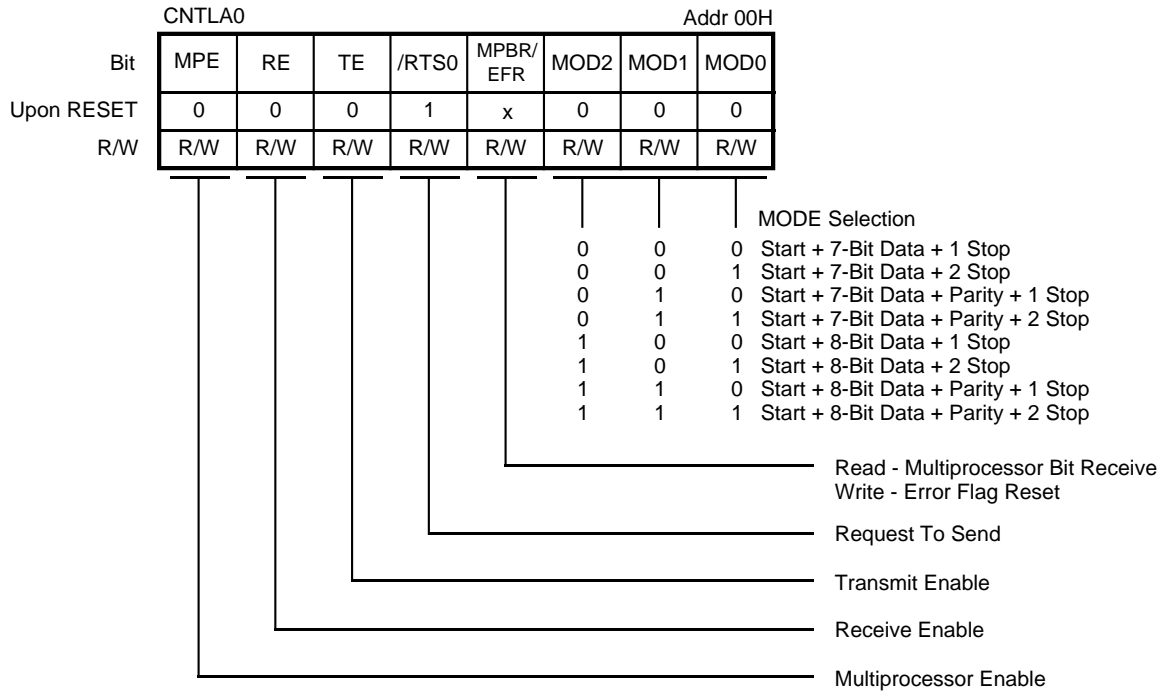 CNTLA0 Addr 00H
Bit MPE RE TE /RTS0 MPBR/ EFR MOD2 MOD1 MOD0
Upon RESET 0 0 0 1 x 0 0 0
R/W R/W R/W R/W R/W R/W R/W R/W R/W
MODE Selection
0 0 0 Start + 7-Bit Data + 1 Stop
0 0 1 Start + 7-Bit Data + 2 Stop
0 1 0 Start + 7-Bit Data + Parity + 1 Stop
0 1 1 Start + 7-Bit Data + Parity + 2 Stop
1 0 0 Start + 8-Bit Data + 1 Stop
1 0 1 Start + 8-Bit Data + 2 Stop
1 1 0 Start + 8-Bit Data + Parity + 1 Stop
1 1 1 Start + 8-Bit Data + Parity + 2 Stop
Read - Multiprocessor Bit Receive
Write - Error Flag Reset
Request To Send
Transmit Enable
Receive Enable
Multiprocessor Enable